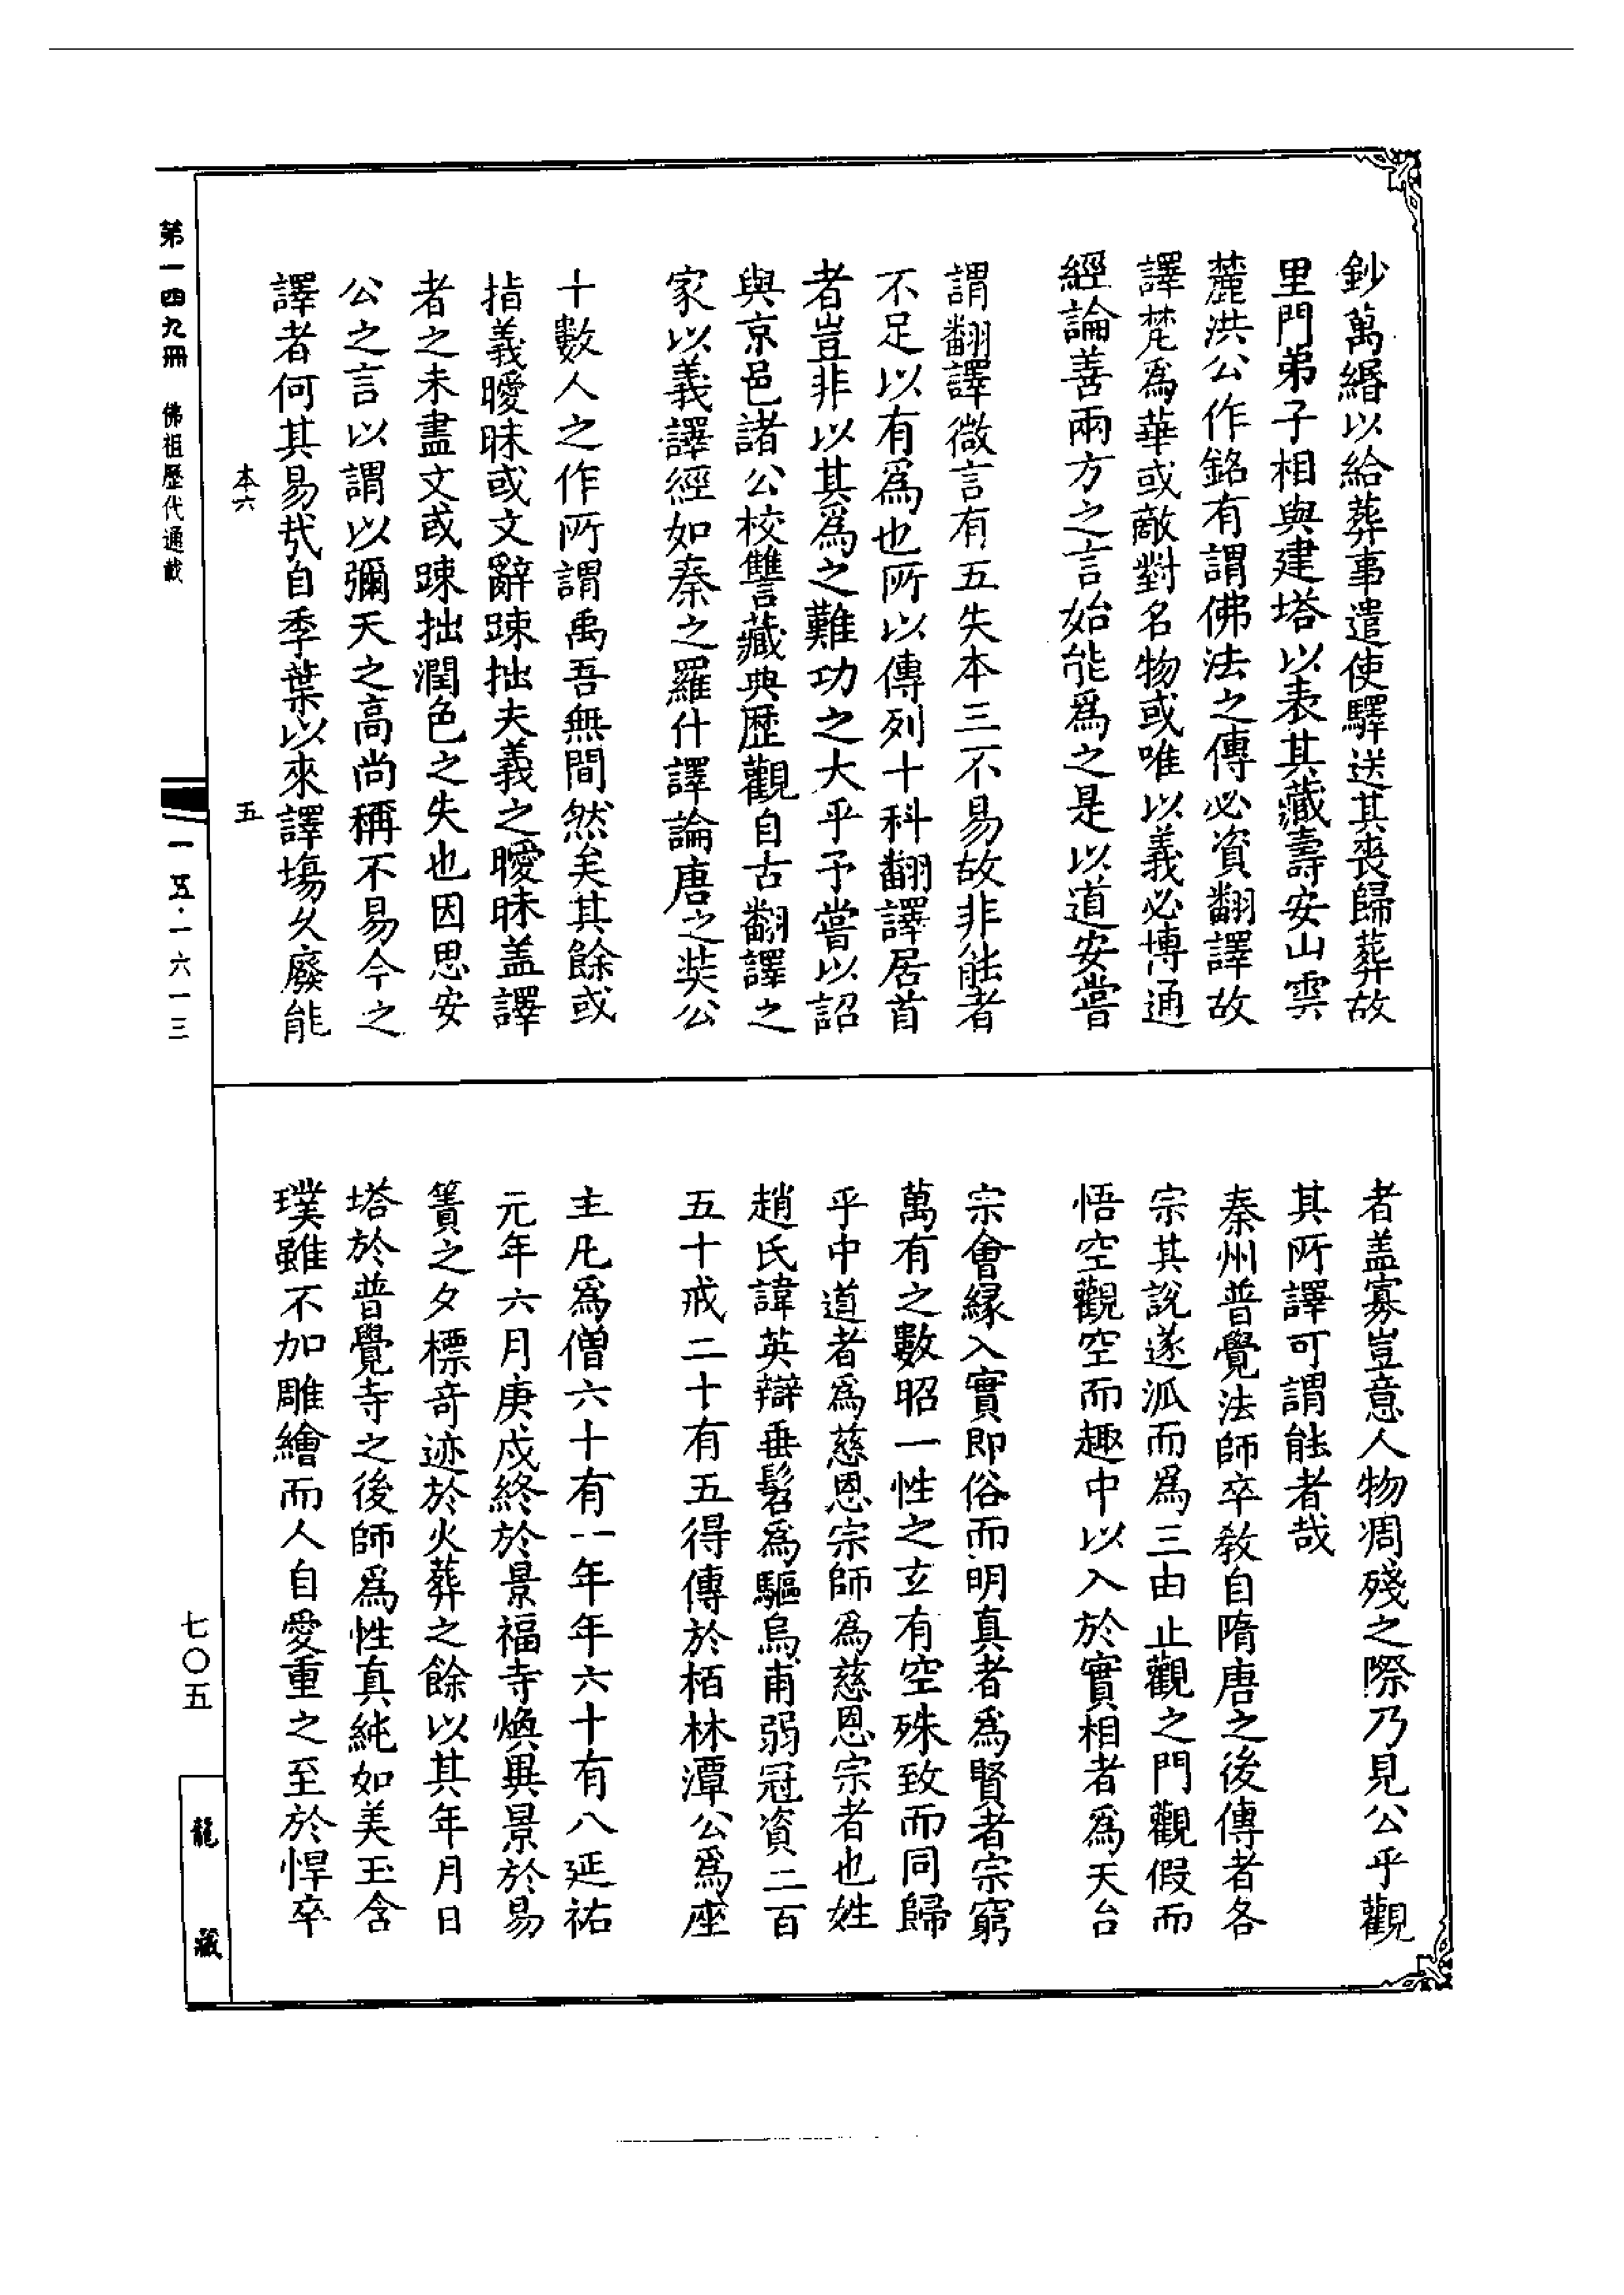 鈔萬緡以給葬事遣使驛送其喪歸葬故
里門弟子相與建塔以表其藏壽安山雲
麓洪公作銘有謂佛法之傳必資翻譯故
譯梵爲華或敵對名物或唯以義必博通
經論善兩方之言始能爲之是以道安嘗
謂翻譯微言有五失本三不易故非能者
不足以有爲也所以傳列十科翻譯居首
者豈非以其爲之難功之大乎予嘗以詔
與京邑諸公校讐藏典歷觀自古翻譯之
家以義譯經如秦之羅什譯論唐之奘公
十數人之作所謂禹吾無間然矣其餘或
指義曖昧或文辭踈拙夫義之曖昧盖譯
者之未盡文或踈拙潤色之失也因思安
公之言以謂以彌天之高尚稱不易今之
譯者何其易哉自季葉以來譯場久廢能
本六
五
第一四九冊 佛祖歷代通載
一五·一六一三
者盖寡豈意人物凋殘之際乃見公乎觀
其所譯可謂能者哉
秦州普覺法師卒敎自隋唐之後傳者各
宗其說遂派而爲三由止觀之門觀假而
悟空觀空而趣中以入於實相者爲天台
宗會緣入實即俗而明真者爲賢者宗窮
萬有之數昭一性之玄有空殊致而同歸
乎中道者爲慈恩宗師爲慈恩宗者也姓
趙氏諱英辯垂髫爲驅烏甫弱冠資二百
五十戒二十有五得傳於栢林潭公爲座
主凡爲僧六十有一年年六十有八延祐
元年六月庚戍終於景福寺煥異景於易
簀之夕標奇迹於火葬之餘以其年月日
塔於普覺寺之後師爲性真純如美玉含
璞雖不加雕繪而人自愛重之至於悍卒
七〇五
龍藏